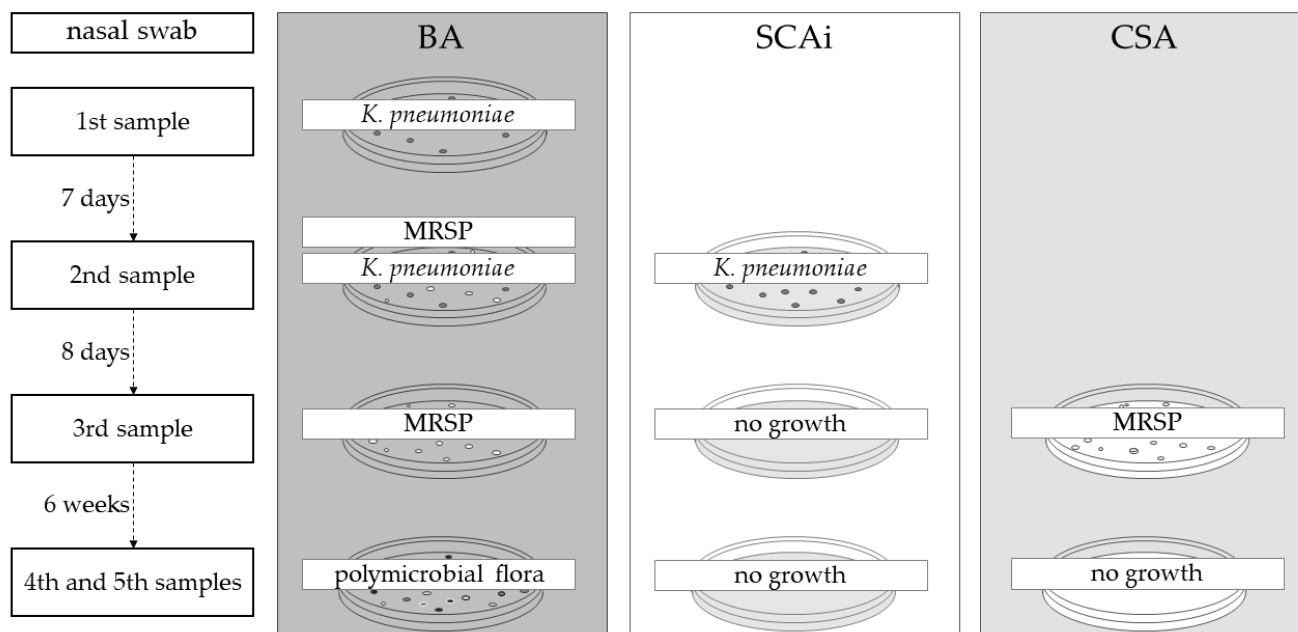 nasal swab
BA
SCAi
CSA
1st sample
K. pneumoniae
7 days
MRSP
2nd sample
K. pneumoniae
K. pneumoniae
8 days
3rd sample
MRSP
no growth
MRSP
6 weeks
4th and 5th samples
polymicrobial flora
no growth
no growth